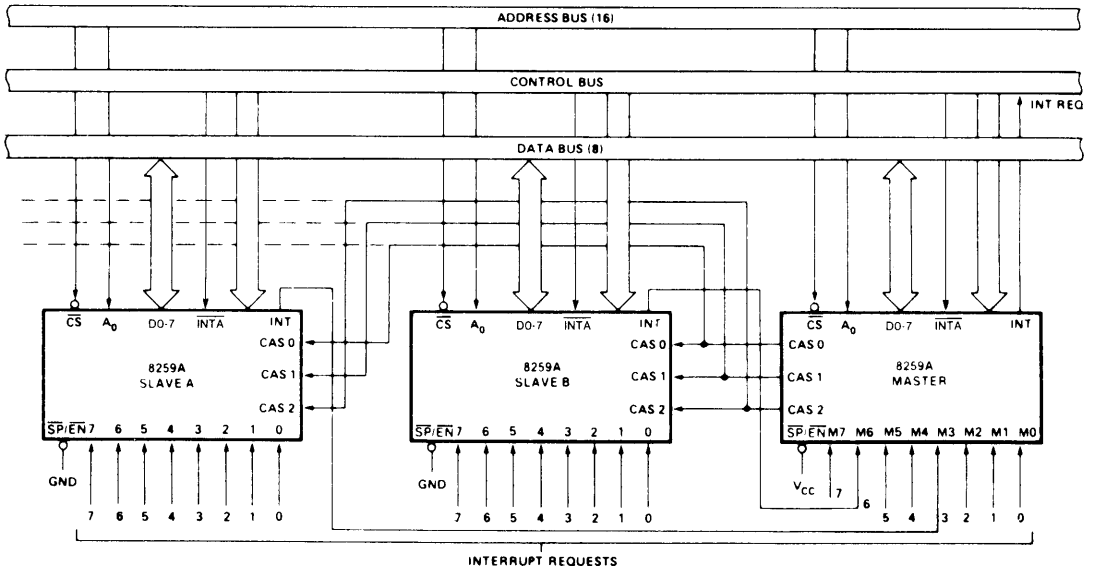 ADDRESS BUS (16)
CONTROL BUS
INT REQ
DATA BUS (8)
CS A0 D0-7 INTA INT
CAS 0
8259A
SLAVE A
CAS 1
CAS 2
SP/EN 7 6 5 4 3 2 1 0
GND
7 6 5 4 3 2 1 0
CS A0 D0-7 INTA INT
CAS 0
8259A
SLAVE B
CAS 1
CAS 2
SP/EN 7 6 5 4 3 2 1 0
GND
7 6 5 4 3 2 1 0
CS A0 D0-7 INTA INT
CAS 0
8259A
MASTER
CAS 1
CAS 2
SP/EN M7 M6 M5 M4 M3 M2 M1 M0
VCC
7 6 5 4 3 2 1 0
INTERRUPT REQUESTS